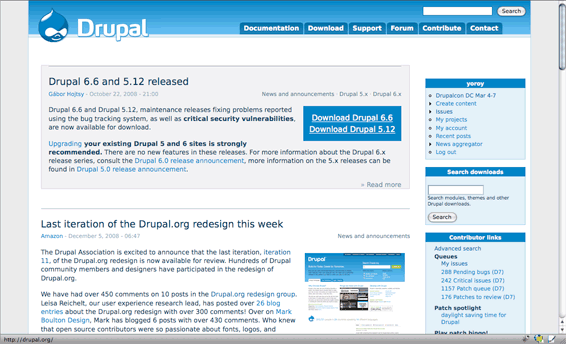 Drupal
Search
Documentation Download Support Forum Contribute Contact
Drupal 6.6 and 5.12 released
Gábor Hojtsy - October 22, 2008 - 21:00
News and announcements · Drupal 5.x · Drupal 6.x
Drupal 6.6 and Drupal 5.12, maintenance releases fixing problems reported
using the bug tracking system, as well as critical security vulnerabilities,
are now available for download.
Download Drupal 6.6
Download Drupal 5.12
Upgrading your existing Drupal 5 and 6 sites is strongly
recommended. There are no new features in these releases. For more information about the Drupal 6.x
release series, consult the Drupal 6.0 release announcement, more information on the 5.x releases can be
found in Drupal 5.0 release announcement.
» Read more
Last iteration of the Drupal.org redesign this week
Amazon - December 5, 2008 - 06:47
News and announcements
The Drupal Association is excited to announce that the last iteration, iteration
11, of the Drupal.org redesign is now available for review. Hundreds of Drupal
community members and designers have participated in the redesign of
Drupal.org.
We have had over 450 comments on 10 posts in the Drupal.org redesign group.
Leisa Reichelt, our user experience research lead, has posted over 26 blog
entries about the Drupal.org redesign with over 300 comments! Over on Mark
Boulton Design, Mark has blogged 6 posts with over 430 comments. Who knew
that open source contributors were so passionate about fonts, logos, and
yoroy
Drupalcon DC Mar 4-7
Create content
Issues
My projects
My account
Recent posts
News aggregator
Log out
Search downloads
Search modules, themes and other
Drupal downloads.
Search
Contributor links
Advanced search
Queues
My issues
288 Pending bugs (D7)
242 Critical issues (D7)
1157 Patch queue (D7)
176 Patches to review (D7)
Patch spotlight
daylight saving time for
Drupal
Play patch bingo!
http://drupal.org/